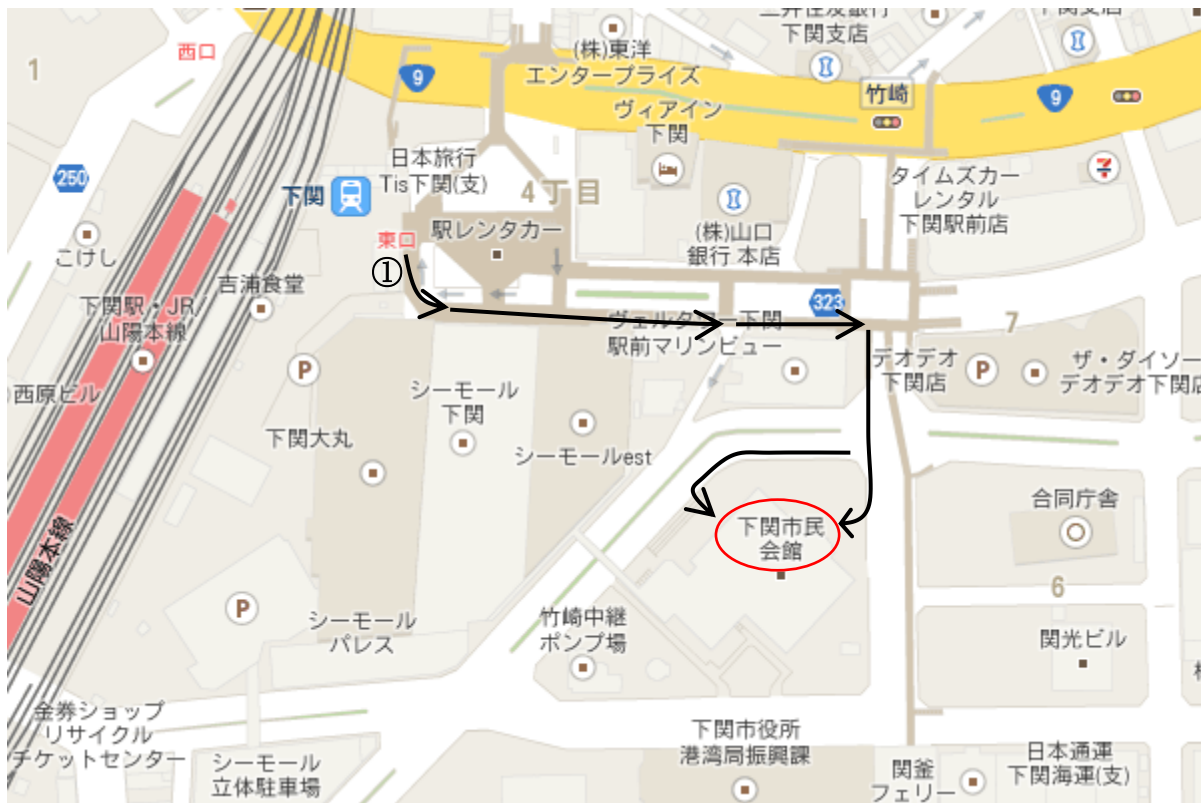 下関支店
西口
1
(株)東洋
エンタープライズ
下関支店
9
竹崎
9
ヴィアイン
下関
日本旅行
Tis下関(支)
4丁目
250
下関
タイムズカー
レンタル
下関駅前店
東口
駅レンタカー
(株)山口
銀行 本店
こけし
①
吉浦食堂
下関駅・JR/
山陽本線
323
ヴェルタワー下関
駅前マリンビュー
7
P
デオデオ
下関店
P
ザ・ダイソー
デオデオ下関店
西原ビル
シーモール
下関
下関大丸
シーモールest
合同庁舎
下関市民
会館
山陽本線
P
6
シーモール
パレス
竹崎中継
ポンプ場
関光ビル
金券ショップ
リサイクル
チケットセンター
下関市役所
港湾局振興課
シーモール
立体駐車場
関釜
フェリー
日本通運
下関海運(支)